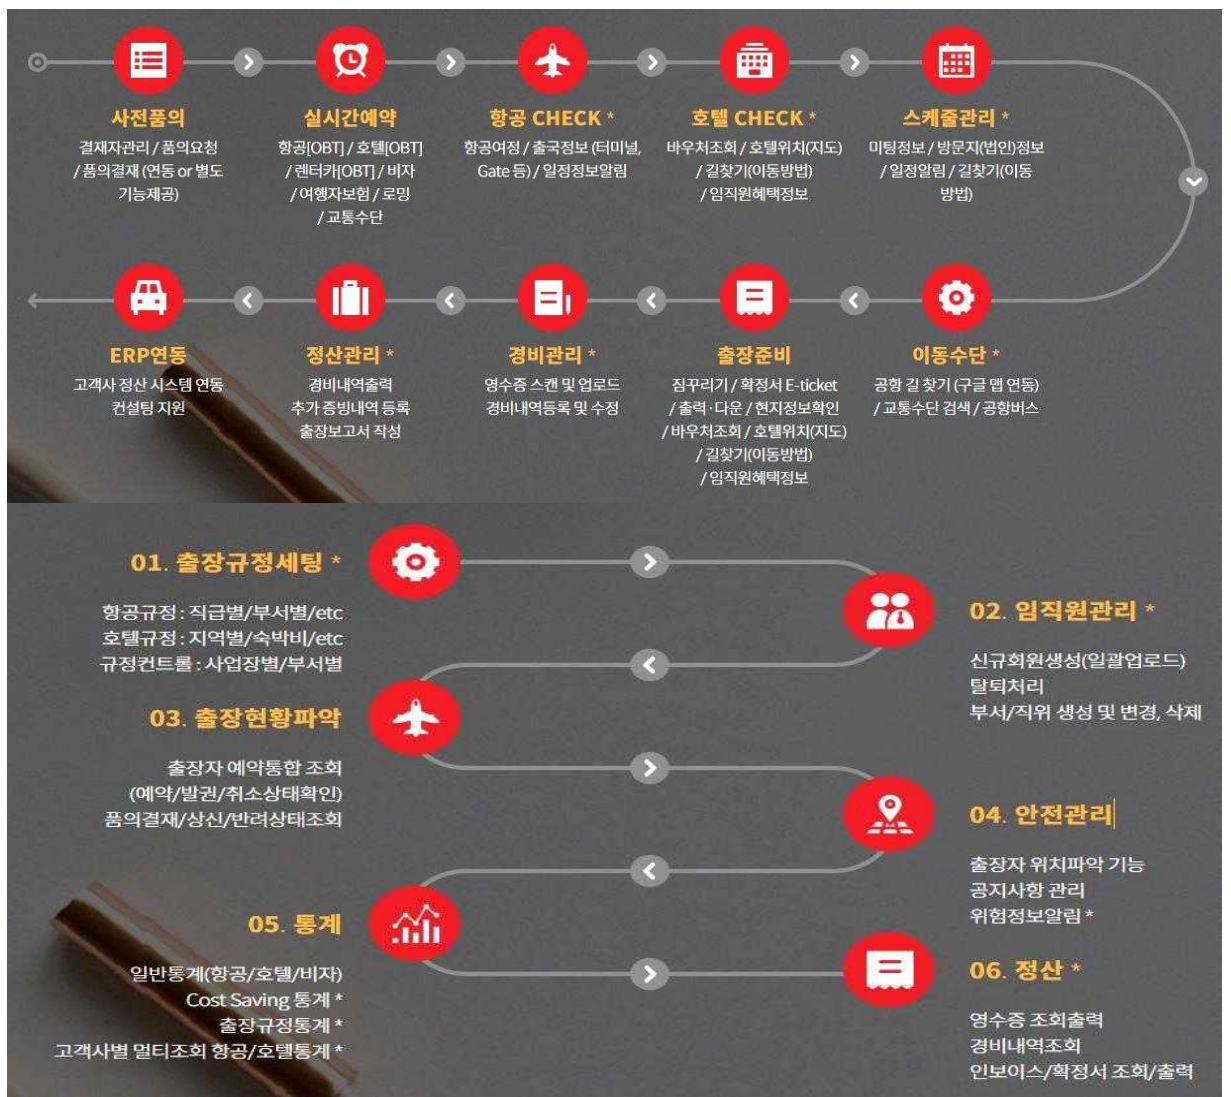 사전품의
결재자관리 / 품의요청
/ 품의결재 (연동 or 별도
기능제공)
실시간예약
항공[OBT] / 호텔[OBT]
/ 렌터카[OBT] / 비자
/ 여행자보험 / 로밍
/ 교통수단
항공 CHECK *
항공여정 / 출국정보 (터미널,
Gate 등) / 일정정보알림
호텔 CHECK *
바우처조회 / 호텔위치(지도)
/ 길찾기(이동방법)
/ 임직원혜택정보
스케줄관리 *
미팅정보 / 방문지(법인)정보
/ 일정알림 / 길찾기(이동
방법)
ERP연동
고객사 정산 시스템 연동
컨설팅 지원
정산관리 *
경비내역출력
추가 증빙내역 등록
출장보고서 작성
경비관리 *
영수증 스캔 및 업로드
경비내역등록 및 수정
출장준비
짐꾸리기 / 확정서 E-ticket
/ 출력·다운 / 현지정보확인
/ 바우처조회 / 호텔위치(지도)
/ 길찾기(이동방법)
/ 임직원혜택정보
이동수단 *
공항 길 찾기 (구글 맵 연동)
/ 교통수단 검색 / 공항버스
01. 출장규정세팅 *
항공규정 : 직급별/부서별/etc
호텔규정 : 지역별/숙박비/etc
규정컨트롤 : 사업장별/부서별
02. 임직원관리 *
신규회원생성(일괄업로드)
탈퇴처리
부서/직위 생성 및 변경, 삭제
03. 출장현황파악
출장자 예약통합 조회
(예약/발권/취소상태확인)
품의결재/상신/반려상태조회
04. 안전관리
출장자 위치파악 기능
공지사항 관리
위험정보알림 *
05. 통계
일반통계(항공/호텔/비자)
Cost Saving 통계 *
출장규정통계 *
고객사별 멀티조회 항공/호텔통계 *
06. 정산 *
영수증 조회출력
경비내역조회
인보이스/확정서 조회/출력